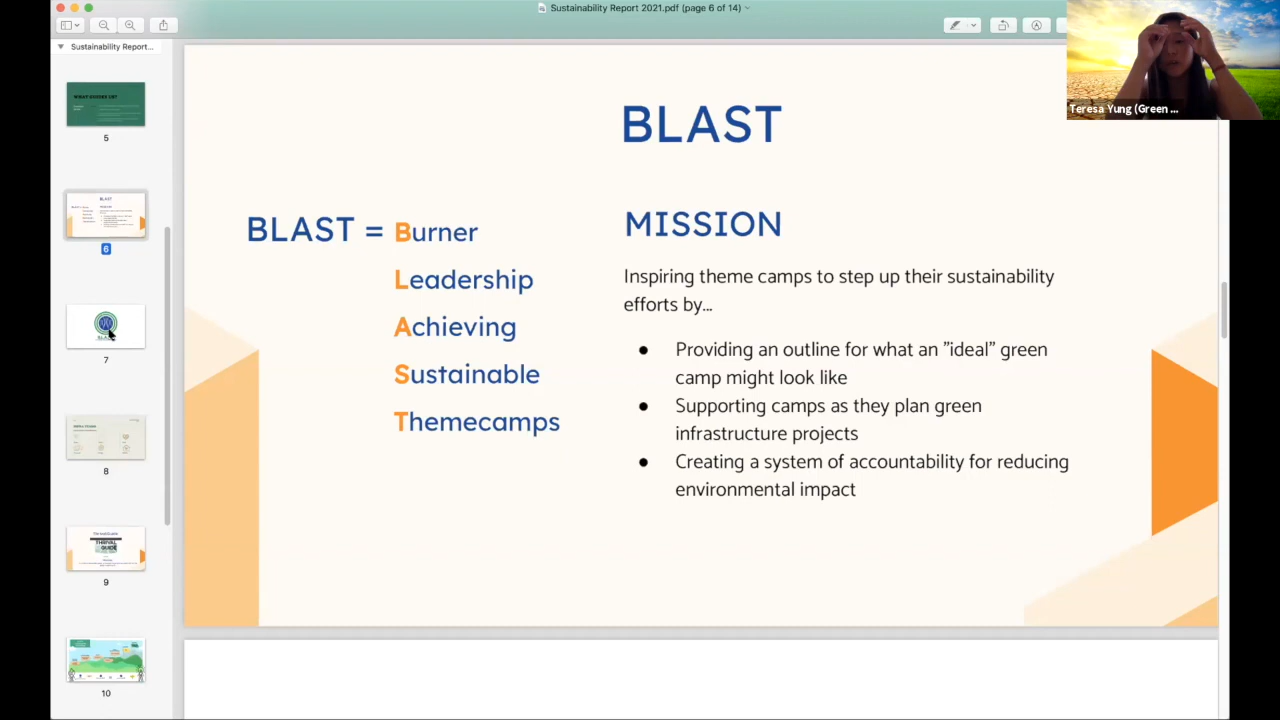 Sustainability Report 2021.pdf (page 6 of 14)
Sustainability Report...
5
6
7
8
9
10
BLAST
BLAST = Burner
Leadership
Achieving
Sustainable
Themecamps
MISSION
Inspiring theme camps to step up their sustainability
efforts by...
● Providing an outline for what an "ideal" green
camp might look like
● Supporting camps as they plan green
infrastructure projects
● Creating a system of accountability for reducing
environmental impact
Teresa Yung (Green ...